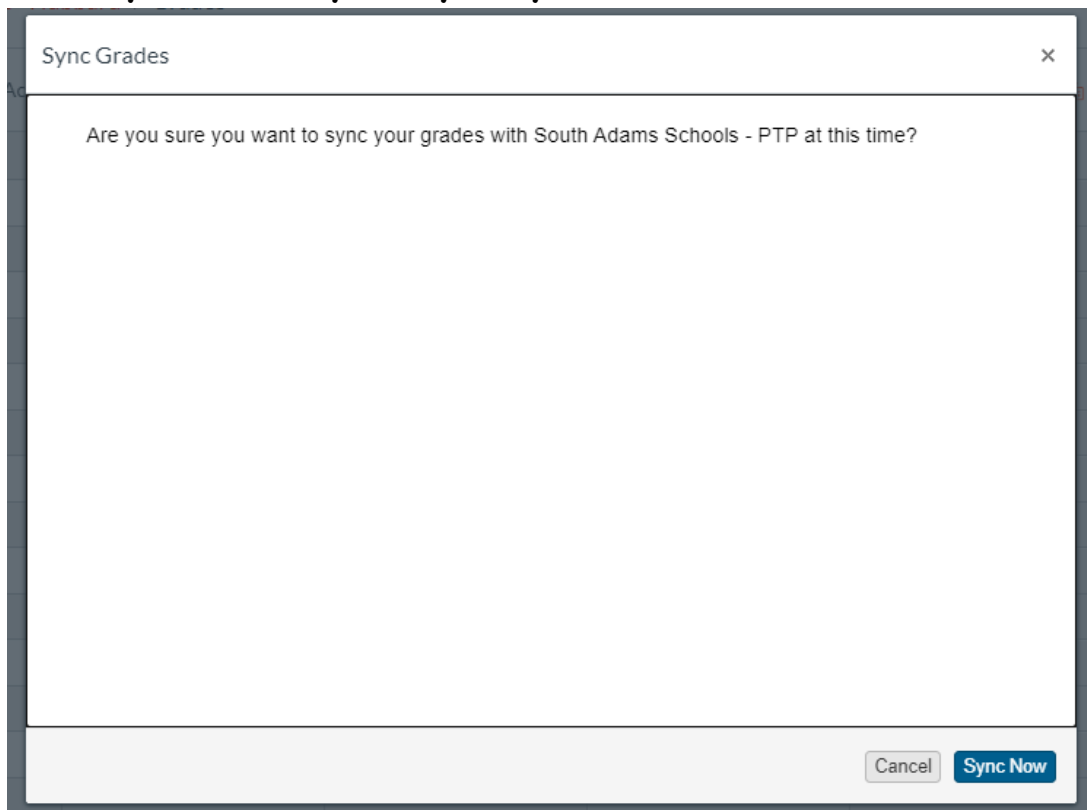 Sync Grades ×
Are you sure you want to sync your grades with South Adams Schools - PTP at this time?
Cancel Sync Now